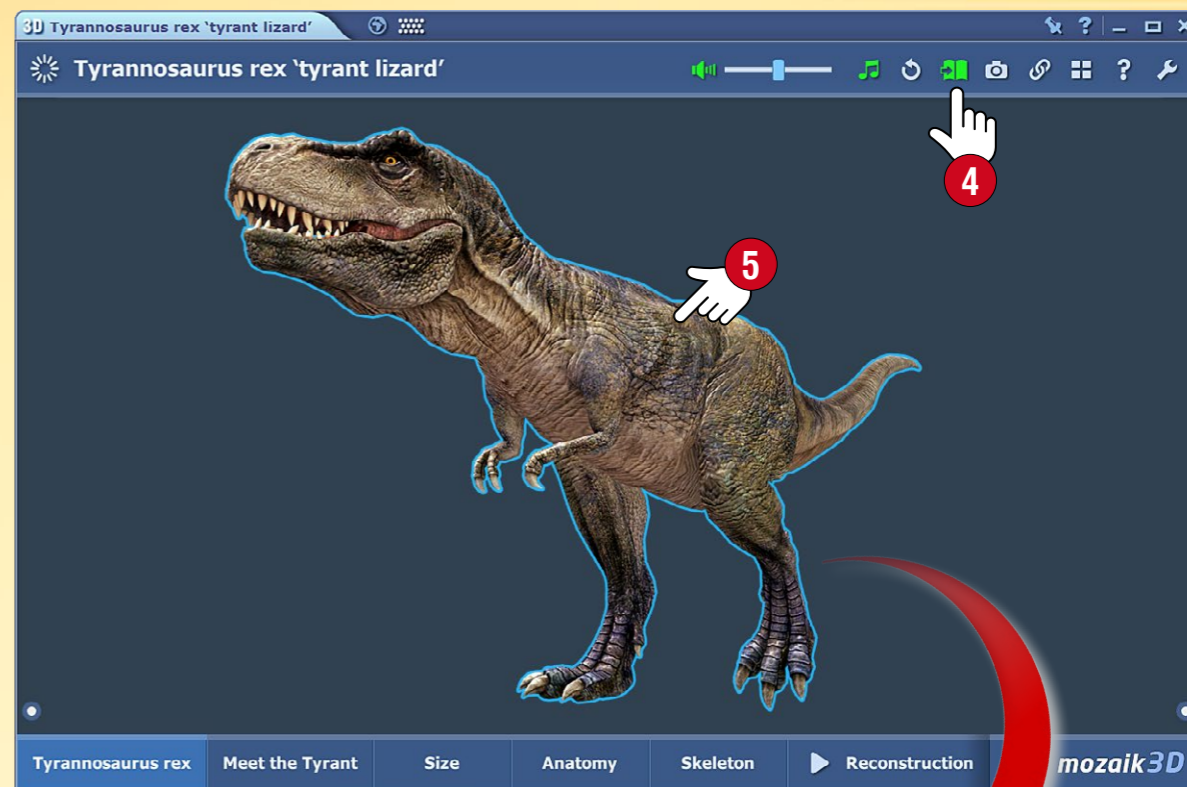 3D Tyrannosaurus rex ‘tyrant lizard’
?
Tyrannosaurus rex ‘tyrant lizard’
?
4
5
Tyrannosaurus rex Meet the Tyrant Size Anatomy Skeleton Reconstruction mozaik3D